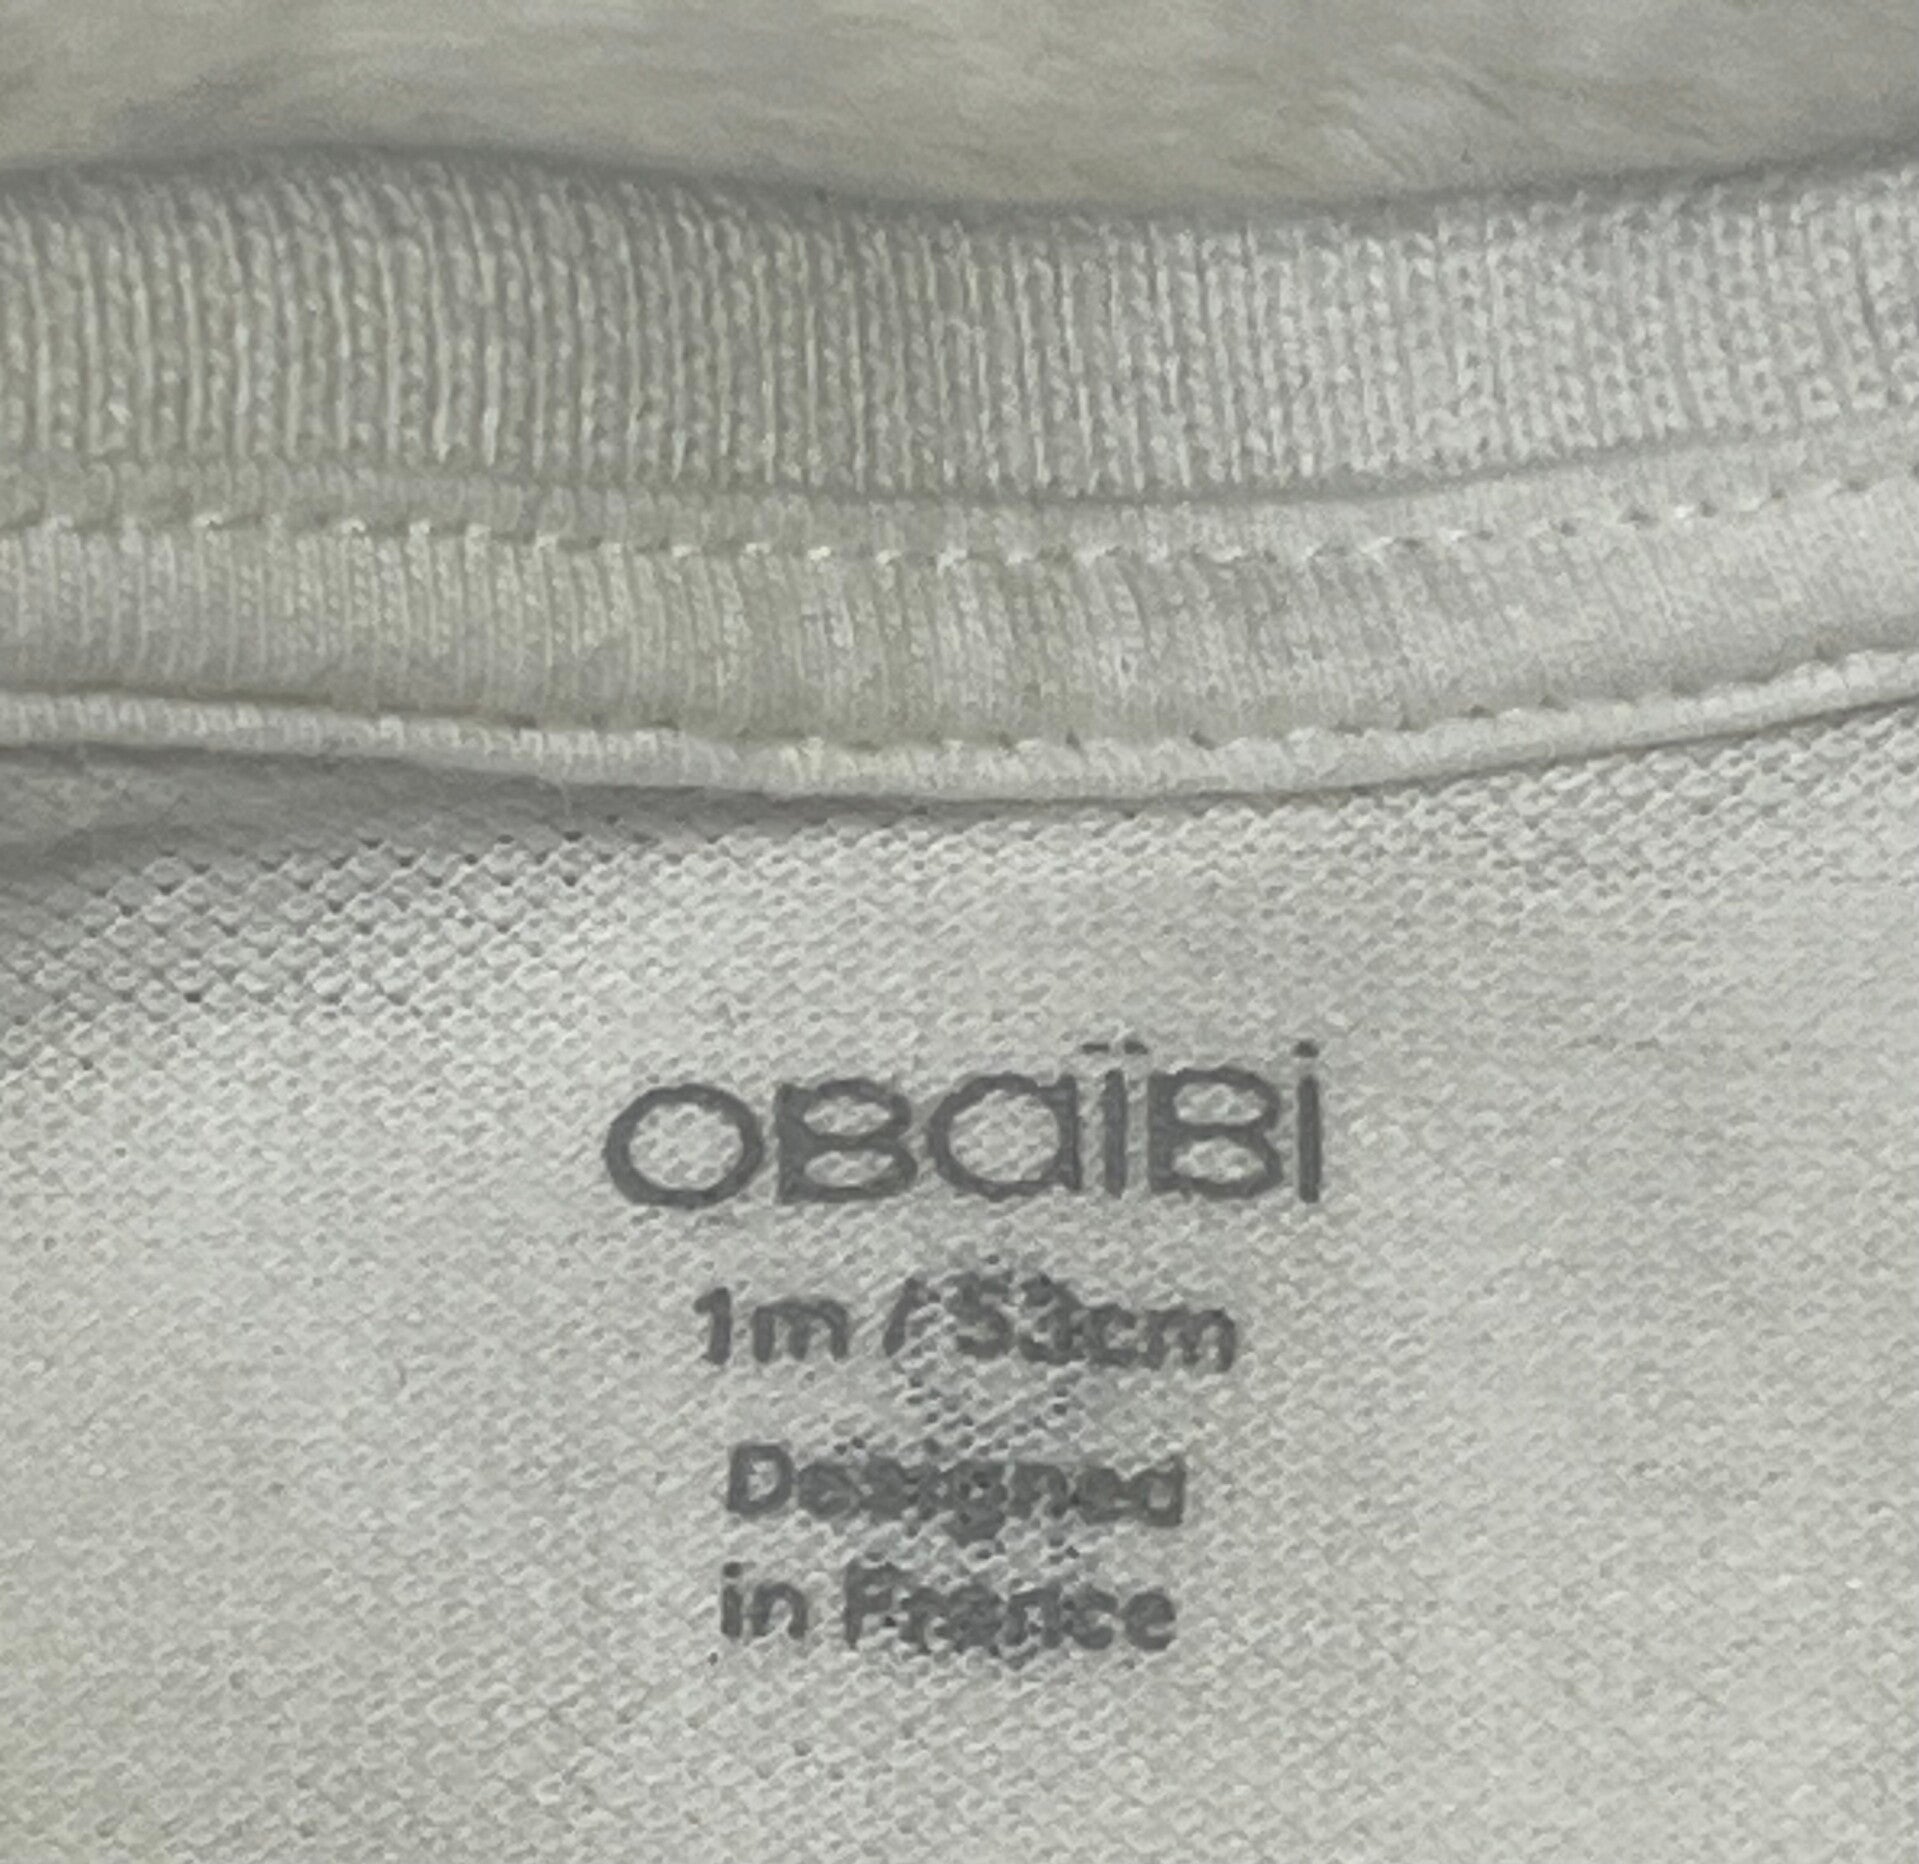 obaïbi
1m / 53cm
Designed
in France